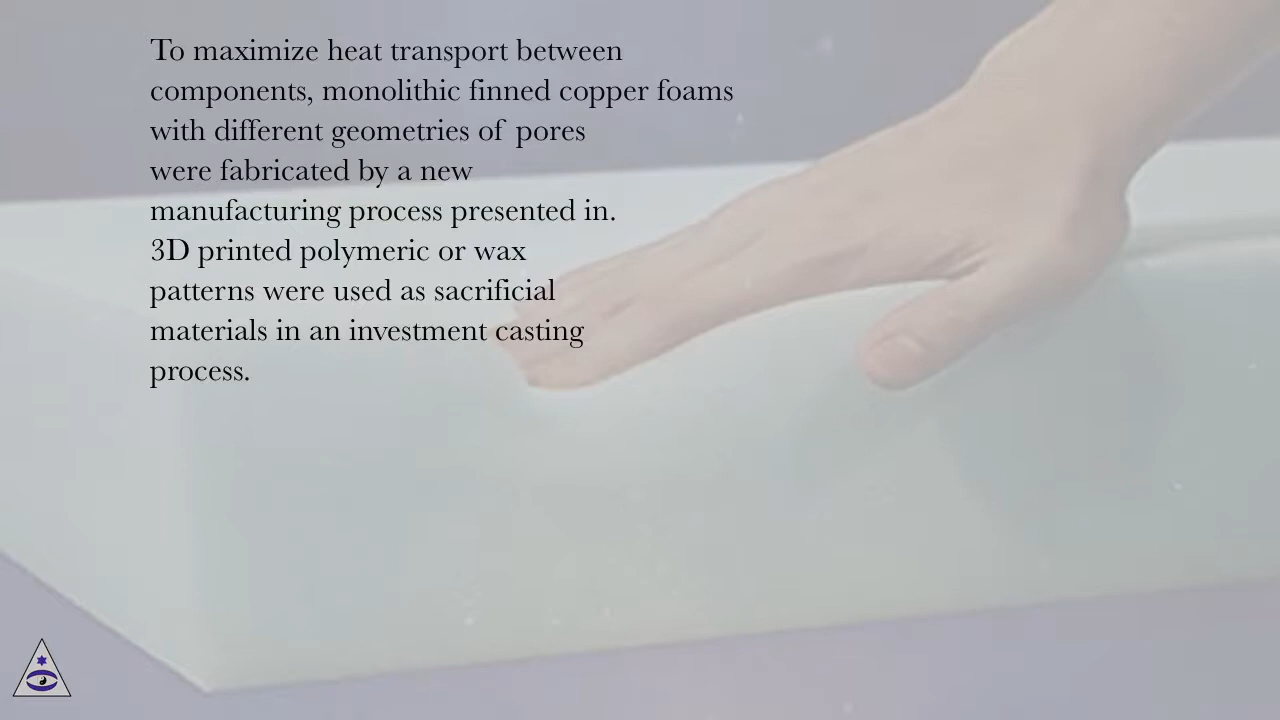 To maximize heat transport between
components, monolithic finned copper foams
with different geometries of pores
were fabricated by a new
manufacturing process presented in.
3D printed polymeric or wax
patterns were used as sacrificial
materials in an investment casting
process.